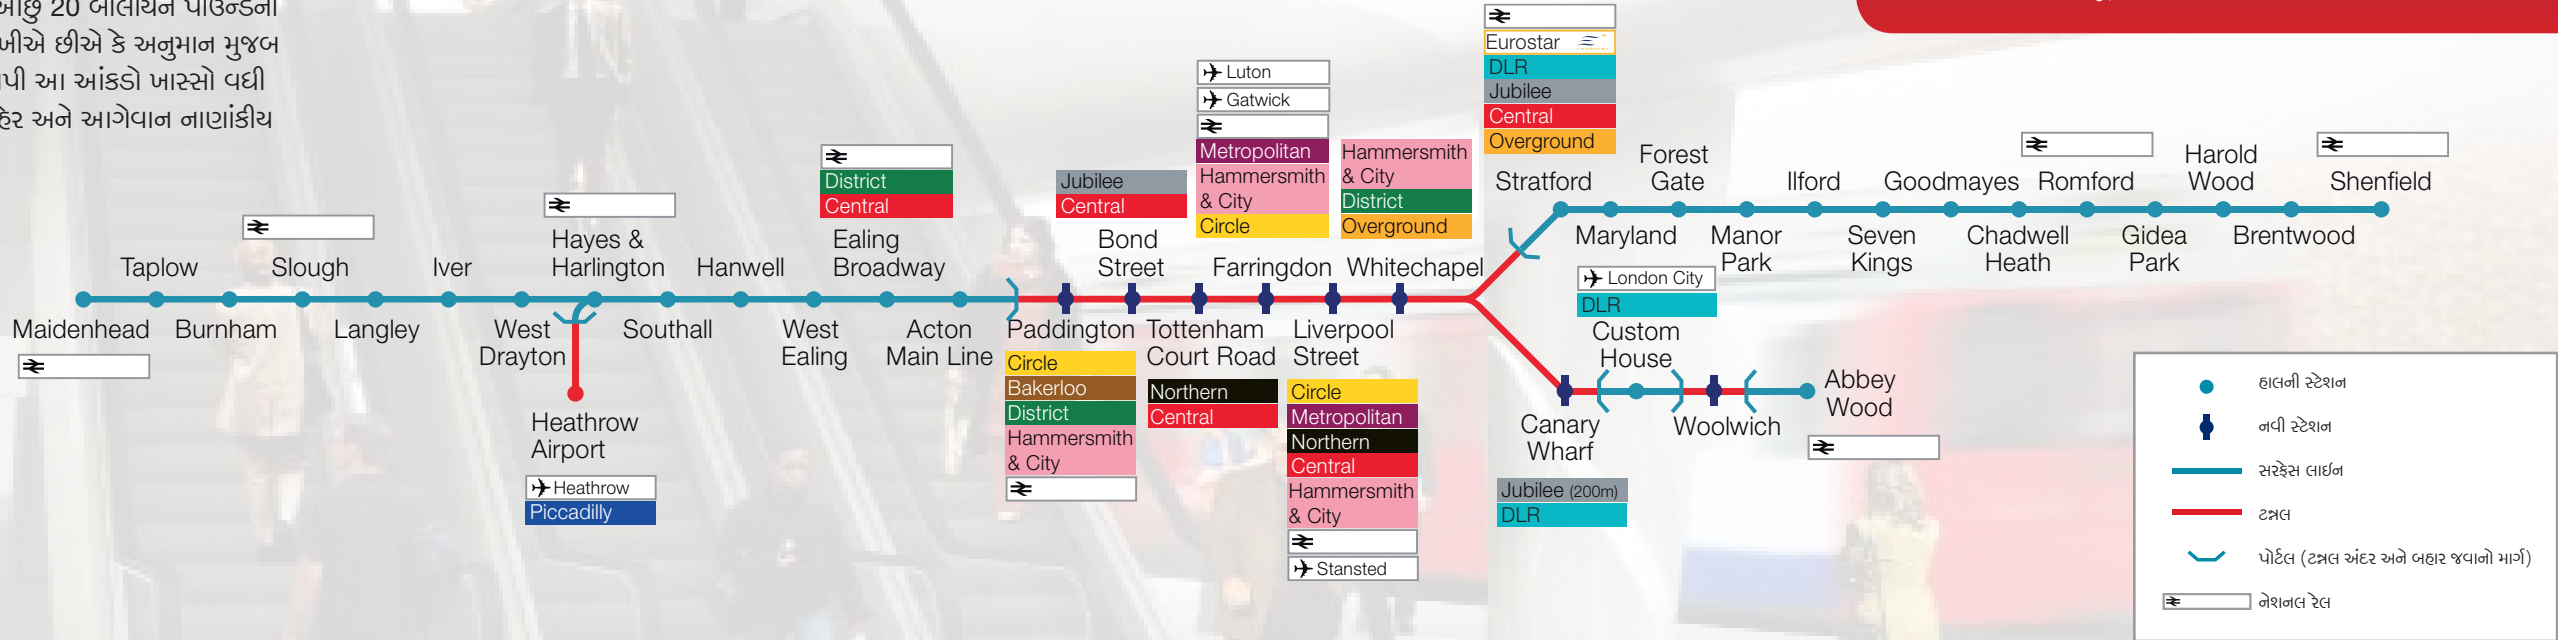 20 બીલીયન પાઉન્ડની
છીએ કે અનુમાન મુજબ
આ આંકડો ખાસ્સો વધી
અને આગેવાન નાણાંકીય
Maidenhead
Taplow
Burnham
Slough
Langley
Iver
West
Drayton
Hayes &
Harlington
Heathrow
Airport
Heathrow
Piccadilly
Southall
Hanwell
West
Ealing
District
Central
Ealing
Broadway
Acton
Main Line
Paddington
Circle
Bakerloo
District
Hammersmith
& City
Jubilee
Central
Bond
Street
Tottenham
Court Road
Northern
Central
Luton
Gatwick
Metropolitan
Hammersmith
& City
Circle
Farringdon
Liverpool
Street
Circle
Metropolitan
Northern
Central
Hammersmith
& City
Stansted
Hammersmith
& City
District
Overground
Whitechapel
Eurostar
DLR
Jubilee
Central
Overground
Stratford
Maryland
Forest
Gate
Manor
Park
Ilford
Seven
Kings
Goodmayes
Chadwell
Heath
Romford
Gidea
Park
Harold
Wood
Brentwood
Shenfield
Canary
Wharf
Jubilee (200m)
DLR
London City
DLR
Custom
House
Woolwich
Abbey
Wood
હાલની સ્ટેશન
નવી સ્ટેશન
સરફેસ લાઈન
ટન્નલ
પોર્ટલ (ટન્નલ અંદર અને બહાર જવાનો માર્ગ)
નેશનલ રેલ